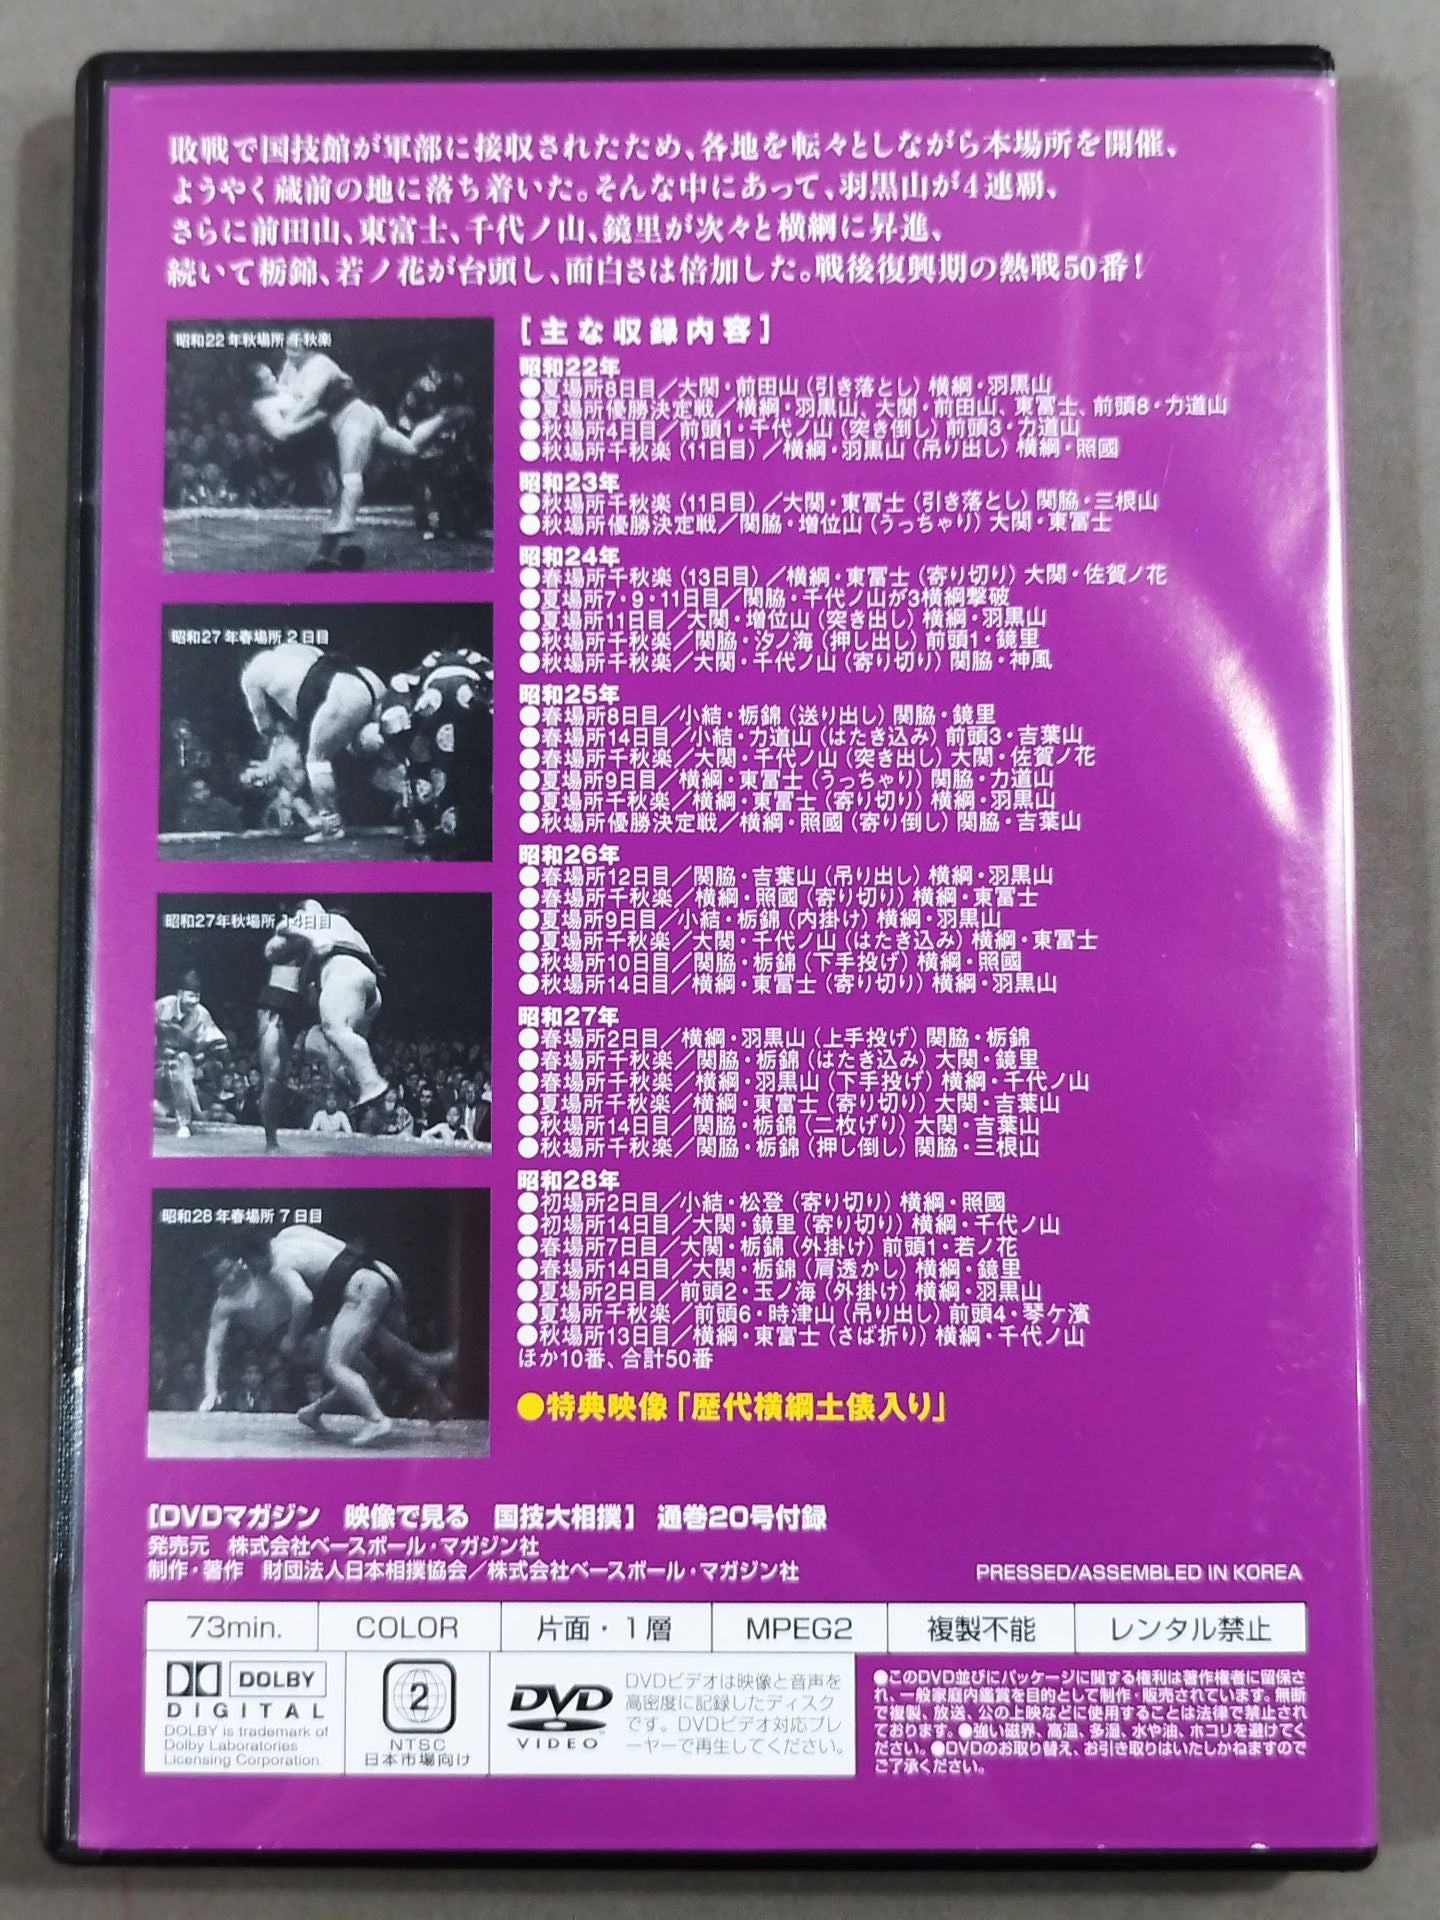 敗戦で国技館が軍部に接収されたため、各地を転々としながら本場所を開催、
ようやく蔵前の地に落ち着いた。そんな中にあって、羽黒山が4連覇、
さらに前田山、東富士、千代ノ山、鏡里が次々と横綱に昇進、
続いて栃錦、若ノ花が台頭し、面白さは倍加した。戦後復興期の熱戦50番!
昭和22年秋場所 千秋楽
昭和27年春場所 2日目
昭和27年秋場所 14日目
昭和28年春場所 7日目
[主な収録内容]
昭和22年
●夏場所8日目/大関・前田山(引き落とし)横綱・羽黒山
●夏場所優勝決定戦/横綱・羽黒山、大関・前田山、東冨士、前頭8・力道山
●秋場所4日目/前頭1・千代ノ山(突き倒し)前頭3・力道山
●秋場所千秋楽(11日目)/横綱・羽黒山(吊り出し)横綱・照國
昭和23年
●秋場所千秋楽(11日目)/大関・東冨士(引き落とし)関脇・三根山
●秋場所優勝決定戦/関脇・増位山(うっちゃり)大関・東冨士
昭和24年
●春場所千秋楽(13日目)/横綱・東冨士(寄り切り)大関・佐賀ノ花
●夏場所7・9・11日目/関脇・千代ノ山が3横綱撃破
●夏場所11日目/大関・増位山(突き出し)横綱・羽黒山
●秋場所千秋楽/関脇・汐ノ海(押し出し)前頭1・鏡里
●秋場所千秋楽/大関・千代ノ山(寄り切り)関脇・神風
昭和25年
●春場所8日目/小結・栃錦(送り出し)関脇・鏡里
●春場所14日目/小結・力道山(はたき込み)前頭3・吉葉山
●春場所千秋楽/大関・千代ノ山(突き出し)大関・佐賀ノ花
●夏場所9日目/横綱・東冨士(うっちゃり)関脇・力道山
●夏場所千秋楽/横綱・東冨士(寄り切り)横綱・羽黒山
●秋場所優勝決定戦/横綱・照國(寄り倒し)関脇・吉葉山
昭和26年
●春場所12日目/関脇・吉葉山(吊り出し)横綱・羽黒山
●春場所千秋楽/横綱・照國(寄り切り)横綱・東冨士
●夏場所9日目/小結・栃錦(内掛け)横綱・羽黒山
●夏場所千秋楽/大関・千代ノ山(はたき込み)横綱・東冨士
●秋場所10日目/関脇・栃錦(下手投げ)横綱・照國
●秋場所14日目/横綱・東冨士(寄り切り)横綱・羽黒山
昭和27年
●春場所2日目/横綱・羽黒山(上手投げ)関脇・栃錦
●春場所千秋楽/関脇・栃錦(はたき込み)大関・鏡里
●春場所千秋楽/横綱・羽黒山(下手投げ)横綱・千代ノ山
●夏場所千秋楽/横綱・東冨士(寄り切り)大関・吉葉山
●秋場所14日目/関脇・栃錦(二枚げり)大関・吉葉山
●秋場所千秋楽/関脇・栃錦(押し倒し)関脇・三根山
昭和28年
●初場所2日目/小結・松登(寄り切り)横綱・照國
●初場所14日目/大関・鏡里(寄り切り)横綱・千代ノ山
●春場所7日目/大関・栃錦(外掛け)前頭1・若ノ花
●春場所14日目/大関・栃錦(肩透かし)横綱・鏡里
●夏場所2日目/前頭2・玉ノ海(外掛け)横綱・羽黒山
●夏場所千秋楽/前頭6・時津山(吊り出し)前頭4・琴ケ濱
●秋場所13日目/横綱・東富士(さば折り)横綱・千代ノ山
ほか10番、合計50番
●特典映像「歴代横綱土俵入り」
[DVDマガジン 映像で見る 国技大相撲] 通巻20号付録
発売元 株式会社ベースボール・マガジン社
制作・著作 財団法人日本相撲協会/株式会社ベースボール・マガジン社
PRESSED/ASSEMBLED IN KOREA
73min. COLOR 片面・1層 MPEG2 複製不能 レンタル禁止
DOLBY
DIGITAL
DOLBY is trademark of
Dolby Laboratories
Licensing Corporation.
2
NTSC
日本市場向け
DVD
VIDEO
DVDビデオは映像と音声を
高密度に記録したディスク
です。DVDビデオ対応プレ
ーヤーで再生してください。
●このDVD並びにパッケージに関する権利は著作権者に留保さ
れ、一般家庭内鑑賞を目的として制作・販売されています。無断
で複製、放送、公の上映などに使用することは法律で禁止され
ております。●強い磁界、高温、多湿、水や油、ホコリを避けてく
ださい。●DVDのお取り替え、お引き取りはいたしかねますので
ご了承ください。